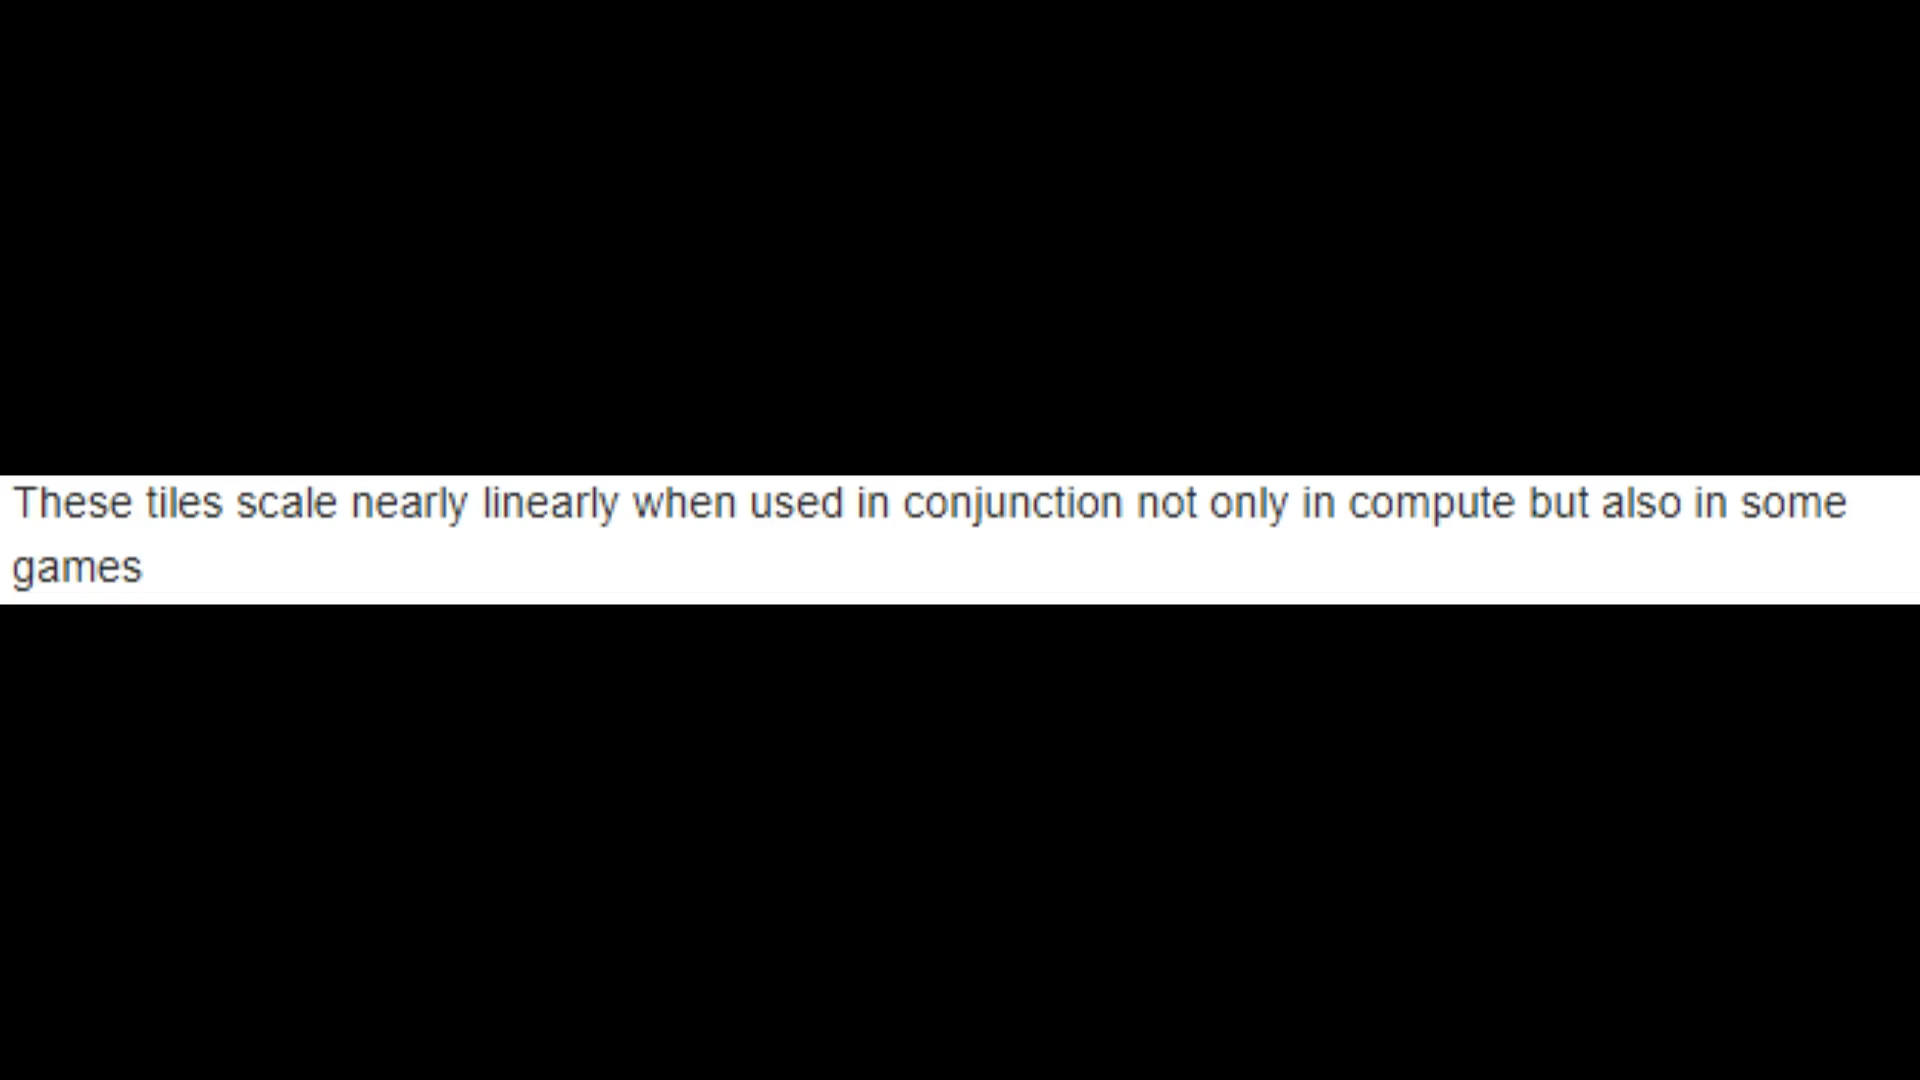 These tiles scale nearly linearly when used in conjunction not only in compute but also in some
games